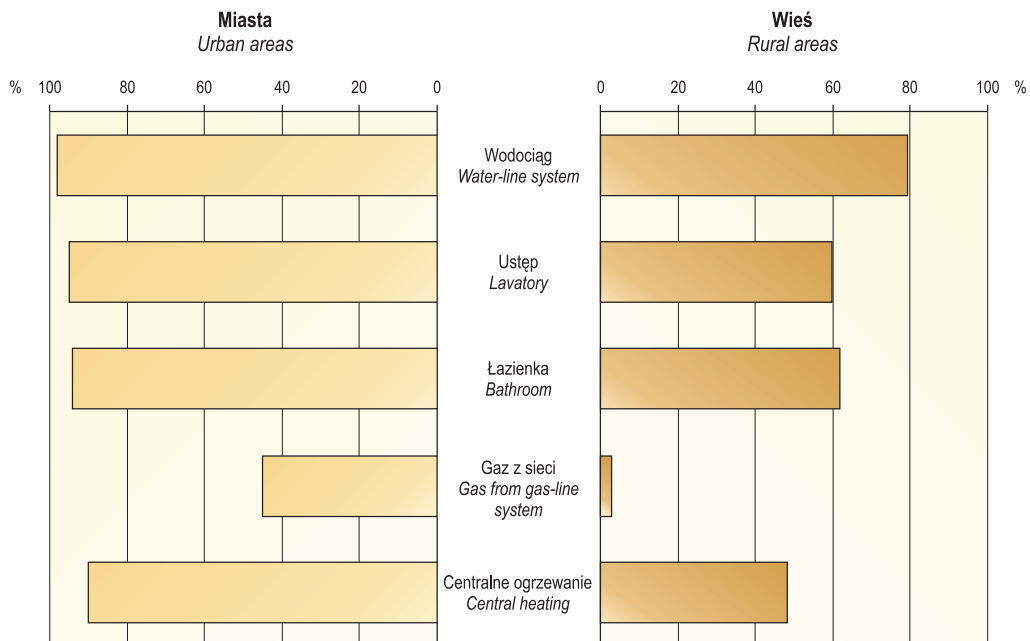 Miasta
Urban areas
Wieś
Rural areas
% 100 80 60 40 20 0
0 20 40 60 80 100 %
Wodociąg
Water-line system
Ustęp
Lavatory
Łazienka
Bathroom
Gaz z sieci
Gas from gas-line
system
Centralne ogrzewanie
Central heating